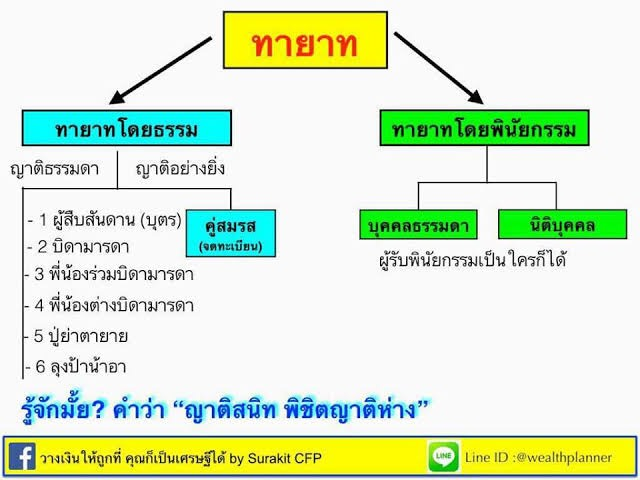 ทายาท
ทายาทโดยธรรม
ทายาทโดยพินัยกรรม
ญาติธรรมดา
ญาติอย่างยิ่ง
- 1 ผู้สืบสันดาน (บุตร)
- 2 บิดามารดา
- 3 พี่น้องร่วมบิดามารดา
- 4 พี่น้องต่างบิดามารดา
- 5 ปู่ย่าตายาย
- 6 ลุงป้าน้าอา
คู่สมรส
(จดทะเบียน)
บุคคลธรรมดา
นิติบุคคล
ผู้รับพินัยกรรมเป็นใครก็ได้
รู้จักมั้ย? คำว่า “ญาติสนิท พิชิตญาติห่าง”
วางเงินให้ถูกที่ คุณก็เป็นเศรษฐีได้ by Surakit CFP
LINE
Line ID :@wealthplanner